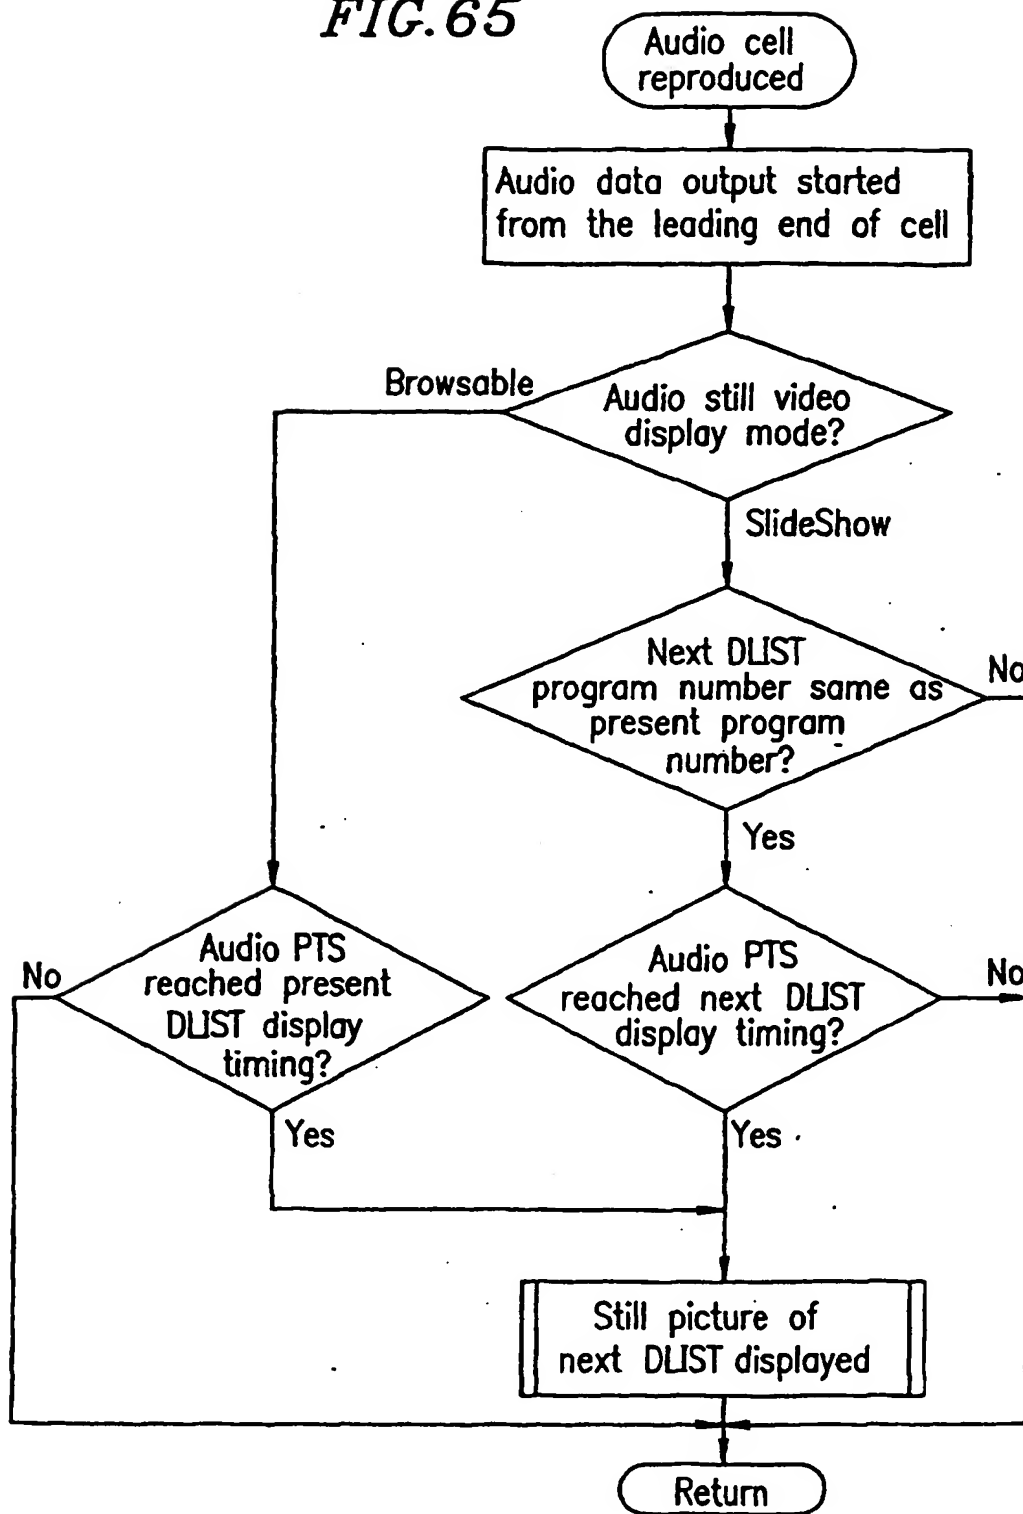 FIG. 65
Audio cell
reproduced
Audio data output started
from the leading end of cell
Browsable
Audio still video
display mode?
SlideShow
Next DLIST
program number same as
present program
number?
No
Yes
Audio PTS
reached present
DLIST display
timing?
No
Yes
Audio PTS
reached next DLIST
display timing?
No
Yes
Still picture of
next DLIST displayed
Return